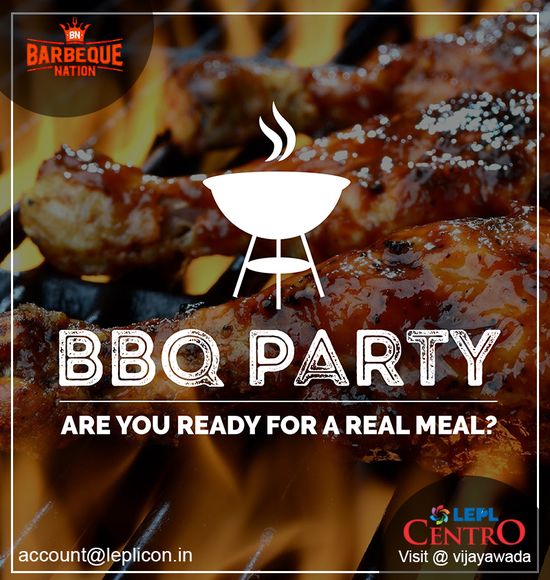 BN
BARBEQUE
NATION
BBQ PARTY
ARE YOU READY FOR A REAL MEAL?
LEPL
CENTRO
account@leplicon.in
Visit @ vijayawada